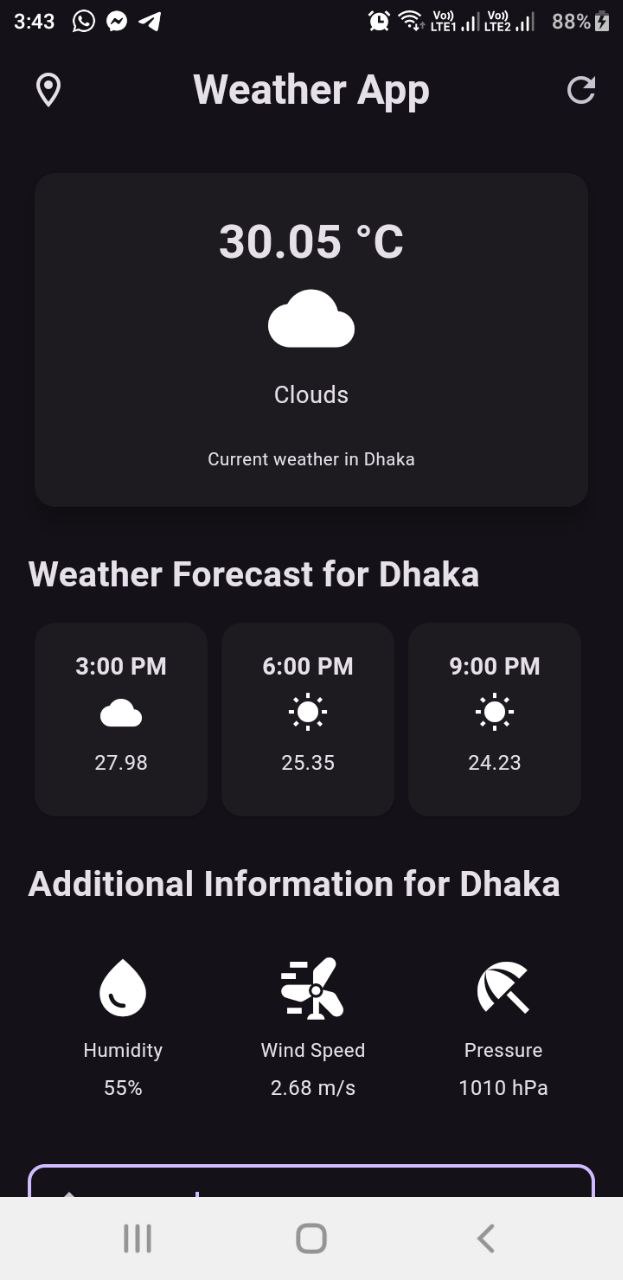 3:43 Vo)) LTE1 Vo)) LTE2 88%
Weather App
30.05 °C
Clouds
Current weather in Dhaka
Weather Forecast for Dhaka
3:00 PM 6:00 PM 9:00 PM
27.98 25.35 24.23
Additional Information for Dhaka
Humidity Wind Speed Pressure
55% 2.68 m/s 1010 hPa